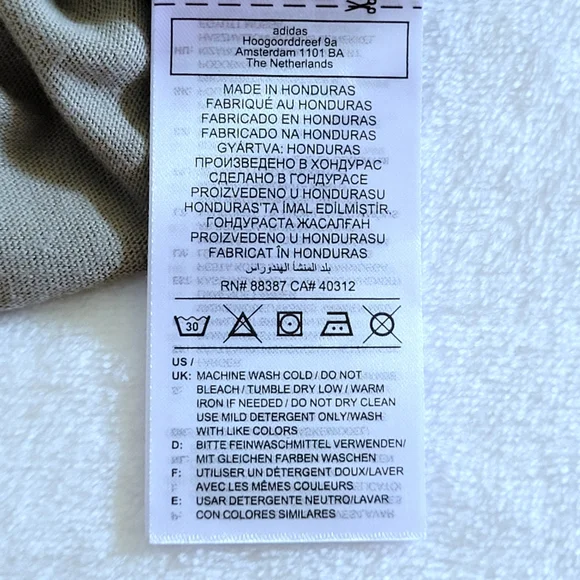 adidas
Hoogoorddreef 9a
Amsterdam 1101 BA
The Netherlands
MADE IN HONDURAS
FABRIQUÉ AU HONDURAS
FABRICADO EN HONDURAS
FABRICADO NA HONDURAS
GYÁRTVA: HONDURAS
ПРОИЗВЕДЕНО В ХОНДУРАС
СДЕЛАНО В ГОНДУРАСЕ
PROIZVEDENO U HONDURASU
HONDURAS'TA İMAL EDİLMİŞTİR.
ГОНДУРАСТА ЖАСАЛҒАН
PROIZVEDENO U HONDURASU
FABRICAT ÎN HONDURAS
بلد المنشأ الهندوراس
RN# 88387 CA# 40312
30
US /
UK: MACHINE WASH COLD / DO NOT
BLEACH / TUMBLE DRY LOW / WARM
IRON IF NEEDED / DO NOT DRY CLEAN
USE MILD DETERGENT ONLY/WASH
WITH LIKE COLORS
D: BITTE FEINWASCHMITTEL VERWENDEN/
MIT GLEICHEN FARBEN WASCHEN
F: UTILISER UN DÉTERGENT DOUX/LAVER
AVEC LES MÊMES COULEURS
E: USAR DETERGENTE NEUTRO/LAVAR
CON COLORES SIMILARES